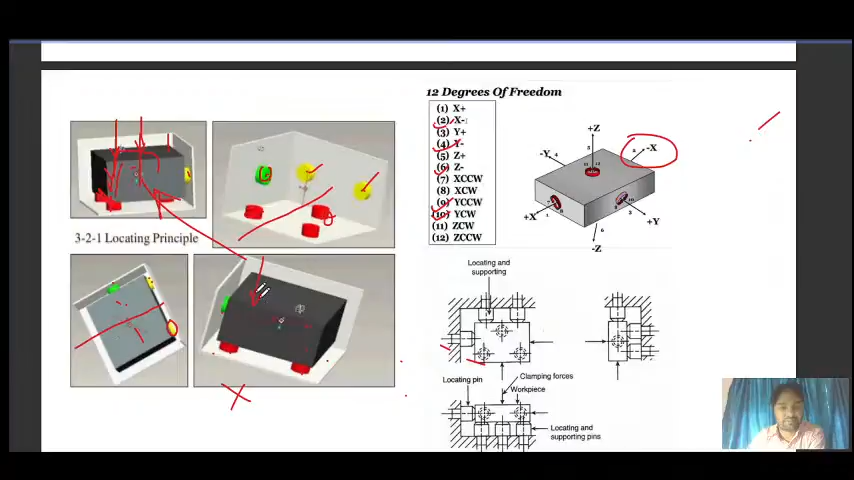 12 Degrees Of Freedom
(1) X+
(2) X-
(3) Y+
(4) Y-
(5) Z+
(6) Z-
(7) XCCW
(8) XCW
(9) YCCW
(10) YCW
(11) ZCW
(12) ZCCW
+Z
-X
-Y
+X
+Y
-Z
3-2-1 Locating Principle
Locating and
supporting
Clamping forces
Locating pin
Workpiece
Locating and
supporting pins